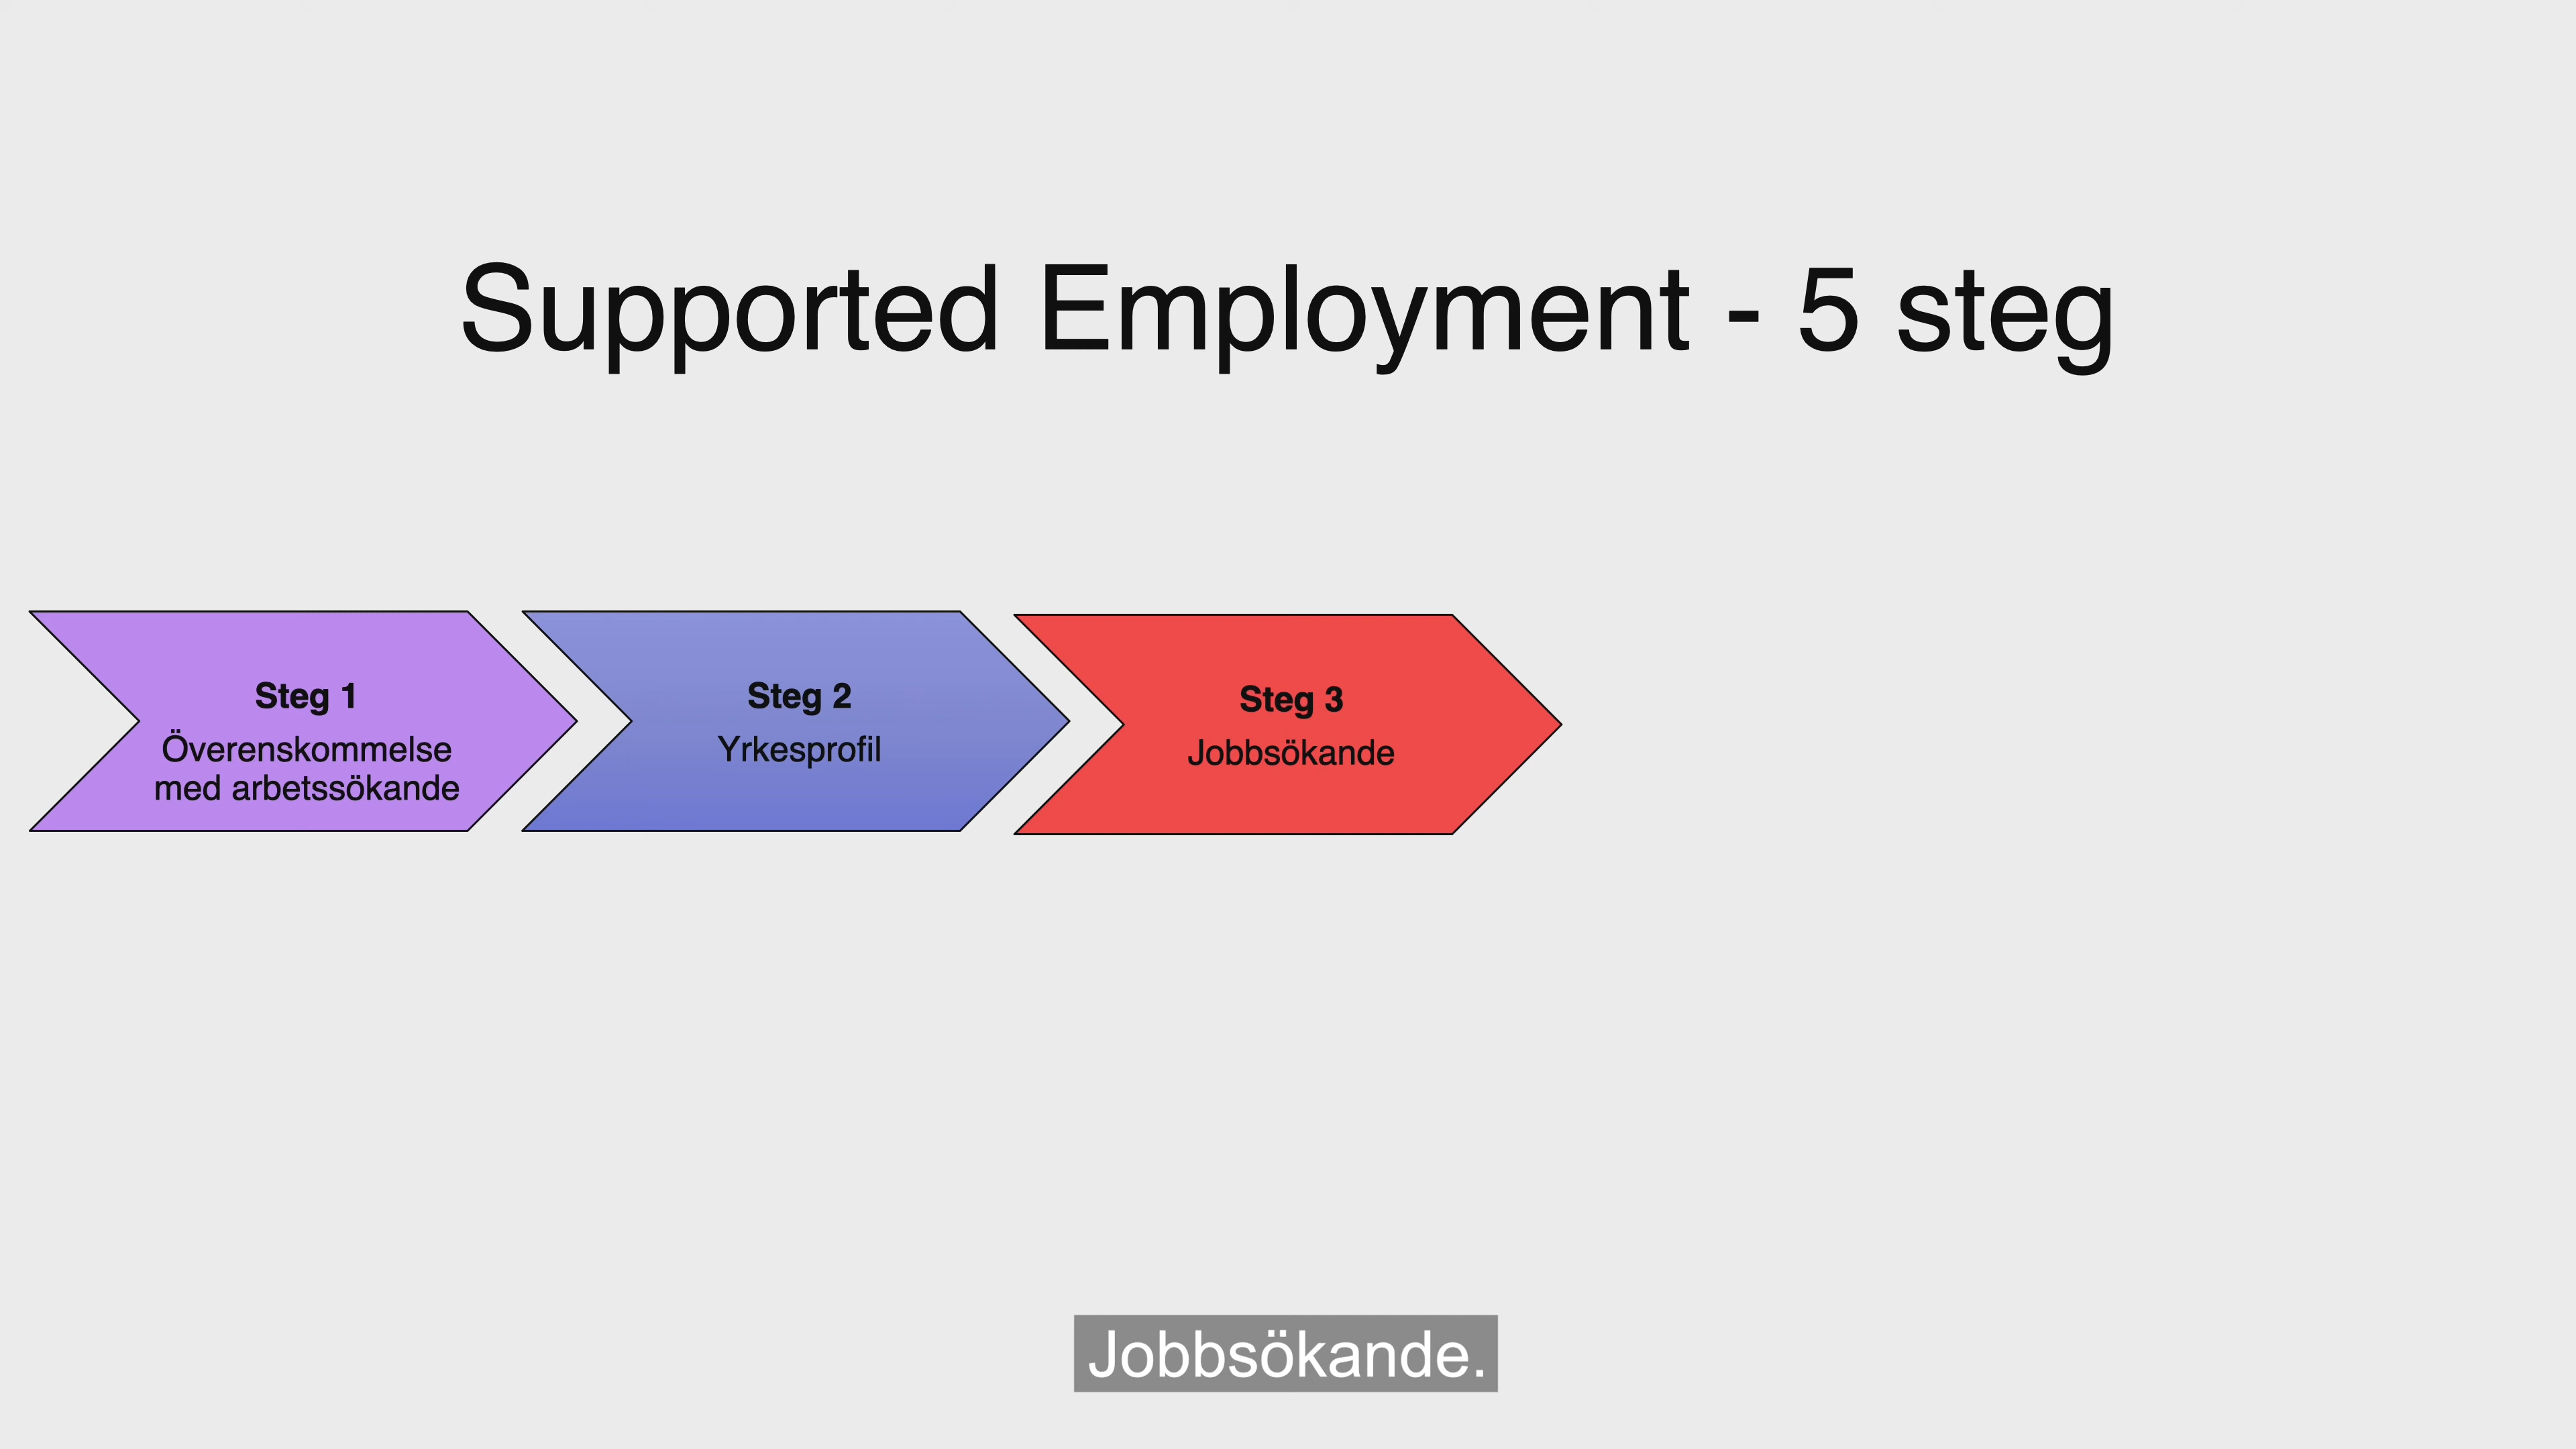 Supported Employment - 5 steg
Steg 1
Överenskommelse
med arbetssökande
Steg 2
Yrkesprofil
Steg 3
Jobbsökande
Jobbsökande.